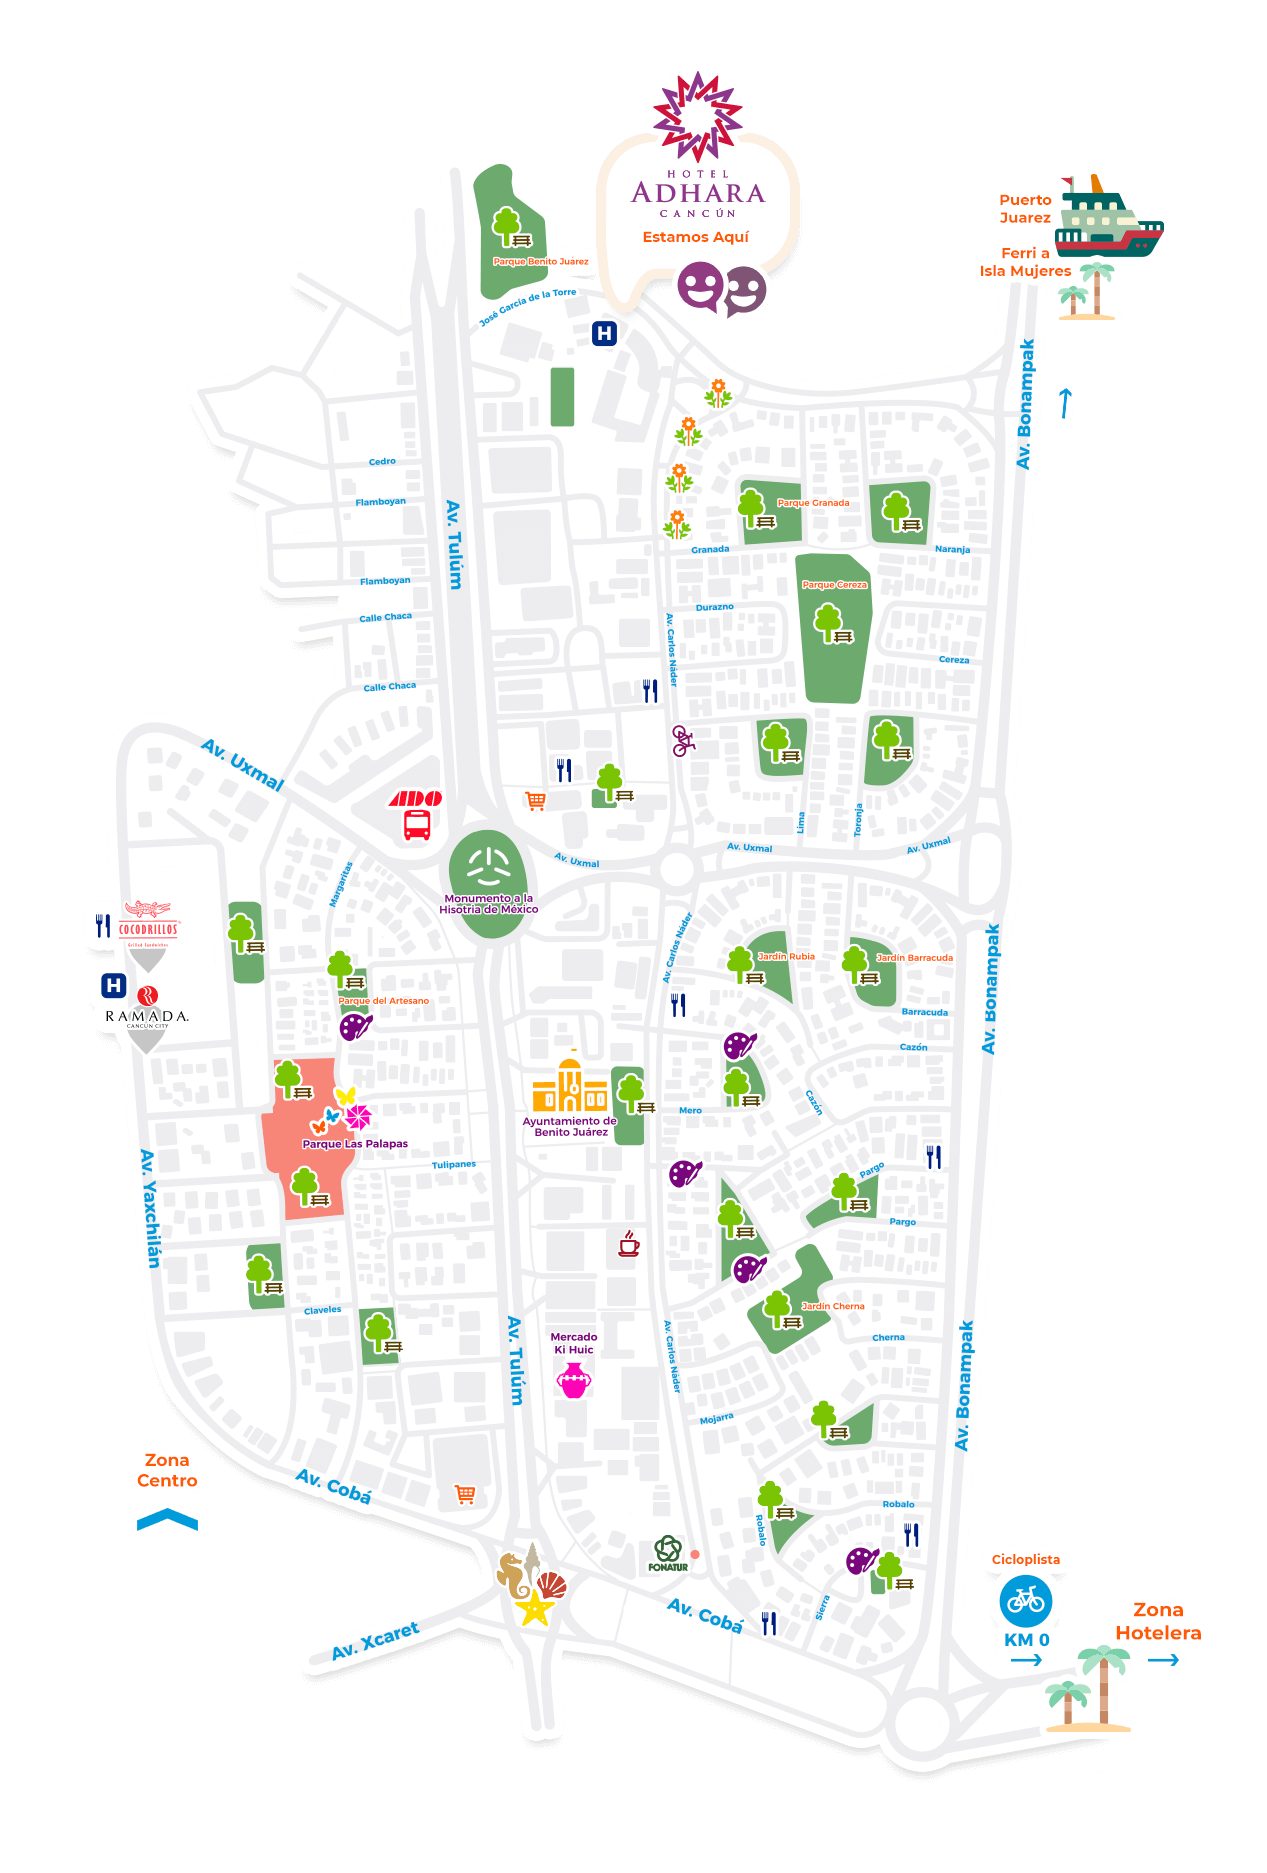 HOTEL
ADHARA
CANCÚN
Estamos Aquí
Puerto
Juarez
Ferri a
Isla Mujeres
Parque Benito Juárez
José García de la Torre
H
Av. Bonampak
Cedro
Flamboyan
Av. Tulúm
Parque Granada
Granada
Naranja
Flamboyan
Parque Cereza
Calle Chaca
Durazno
Av. Carlos Náder
Cereza
Calle Chaca
Av. Uxmal
ADO
Lima
Toronja
Av. Uxmal
Av. Uxmal
Av. Uxmal
Margaritas
Monumento a la
Hisotria de México
COCODRILLOS
Grilled Sandwiches
Av. Carlos Náder
Jardín Rubia
Jardín Barracuda
Av. Bonampak
H
RAMADA
CANCÚN CITY
Parque del Artesano
Barracuda
Cazón
Cazón
Mero
Ayuntamiento de
Benito Juárez
Parque Las Palapas
Tulipanes
Pargo
Av. Yaxchilán
Pargo
Claveles
Jardín Cherna
Av. Tulúm
Mercado
Ki Huic
Av. Carlos Náder
Cherna
Av. Bonampak
Mojarra
Zona
Centro
Av. Cobá
Robalo
Robalo
FONATUR
Cicloplista
Sierra
Av. Cobá
Av. Xcaret
KM 0
Zona
Hotelera